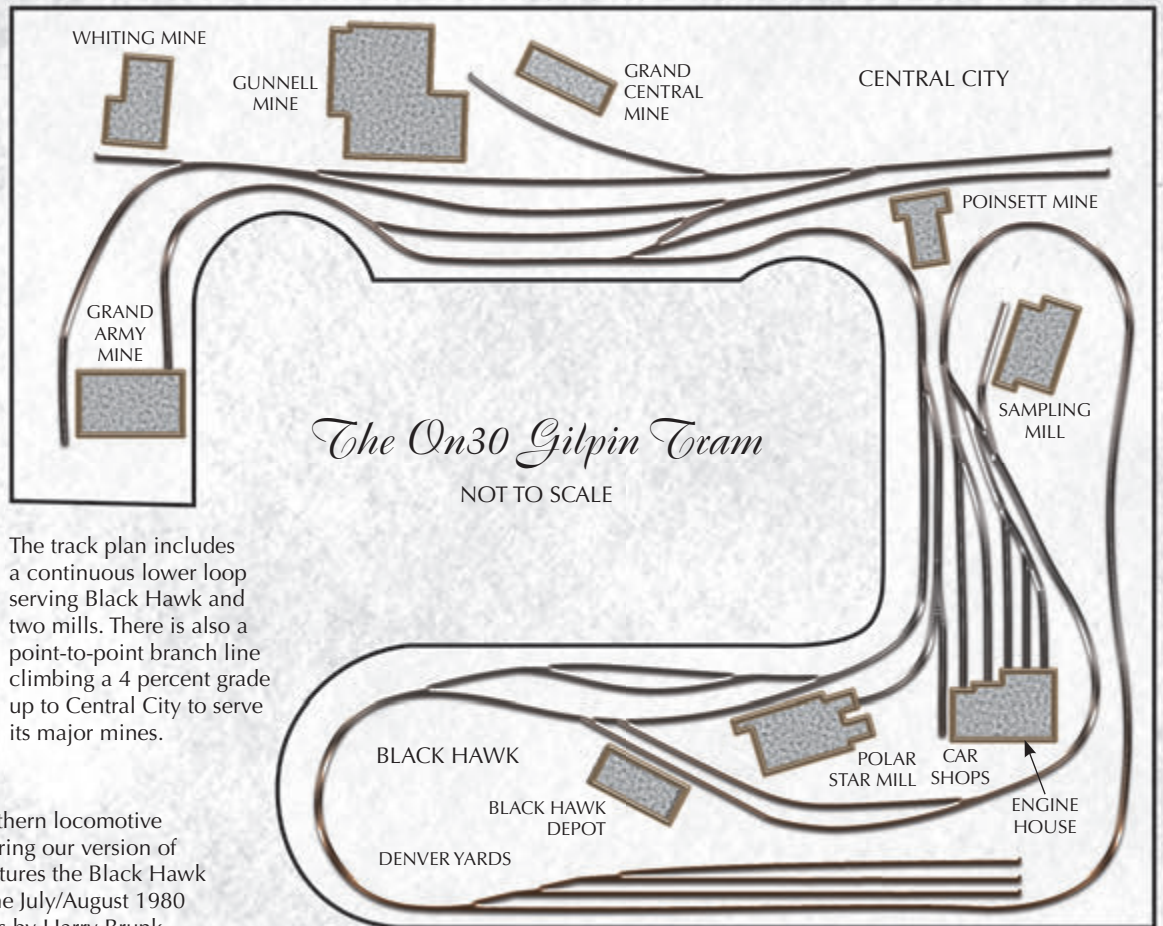 WHITING MINE
GUNNELL
MINE
GRAND
CENTRAL
MINE
CENTRAL CITY
POINSETT MINE
GRAND
ARMY
MINE
SAMPLING
MILL
The On30 Gilpin Tram
NOT TO SCALE
The track plan includes
a continuous lower loop
serving Black Hawk and
two mills. There is also a
point-to-point branch line
climbing a 4 percent grade
up to Central City to serve
its major mines.
BLACK HAWK
POLAR
STAR MILL
CAR
SHOPS
ENGINE
HOUSE
BLACK HAWK
DEPOT
DENVER YARDS
thern locomotive
ring our version of
tures the Black Hawk
ne July/August 1980
s by Harry Brunk